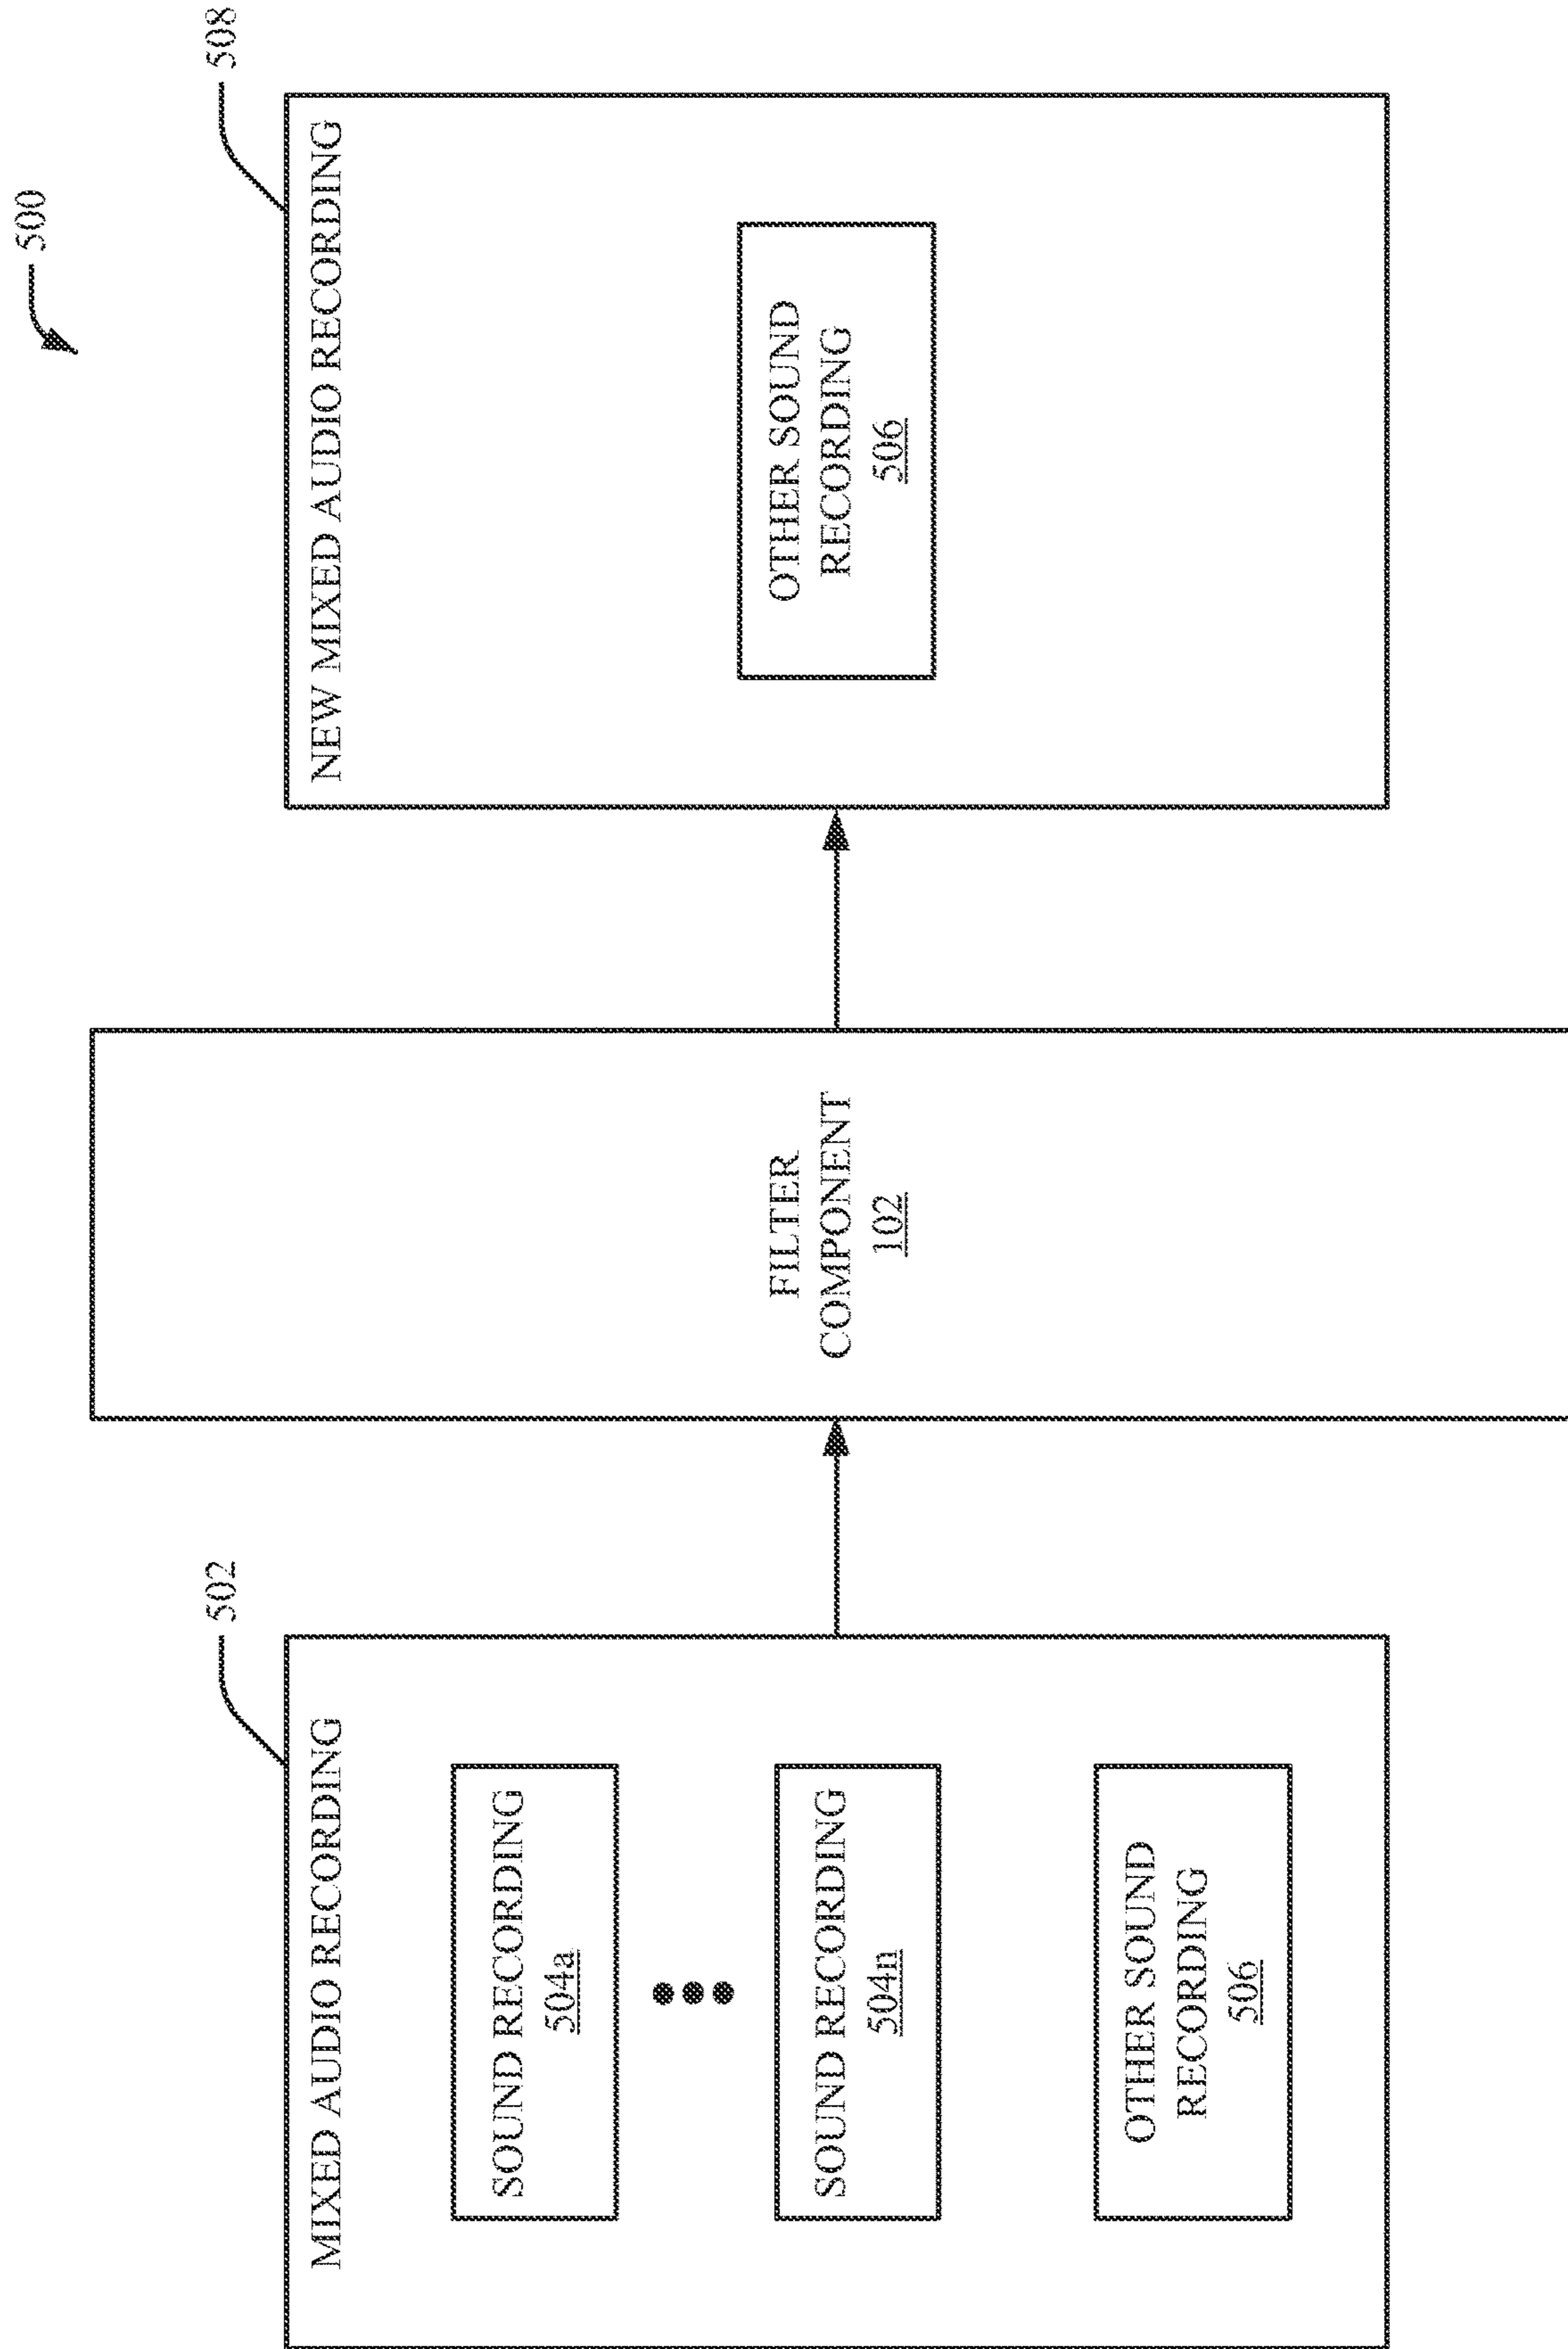 500
502
MIXED AUDIO RECORDING
SOUND RECORDING
504a
SOUND RECORDING
504n
OTHER SOUND
RECORDING
506
FILTER
COMPONENT
102
508
NEW MIXED AUDIO RECORDING
OTHER SOUND
RECORDING
506